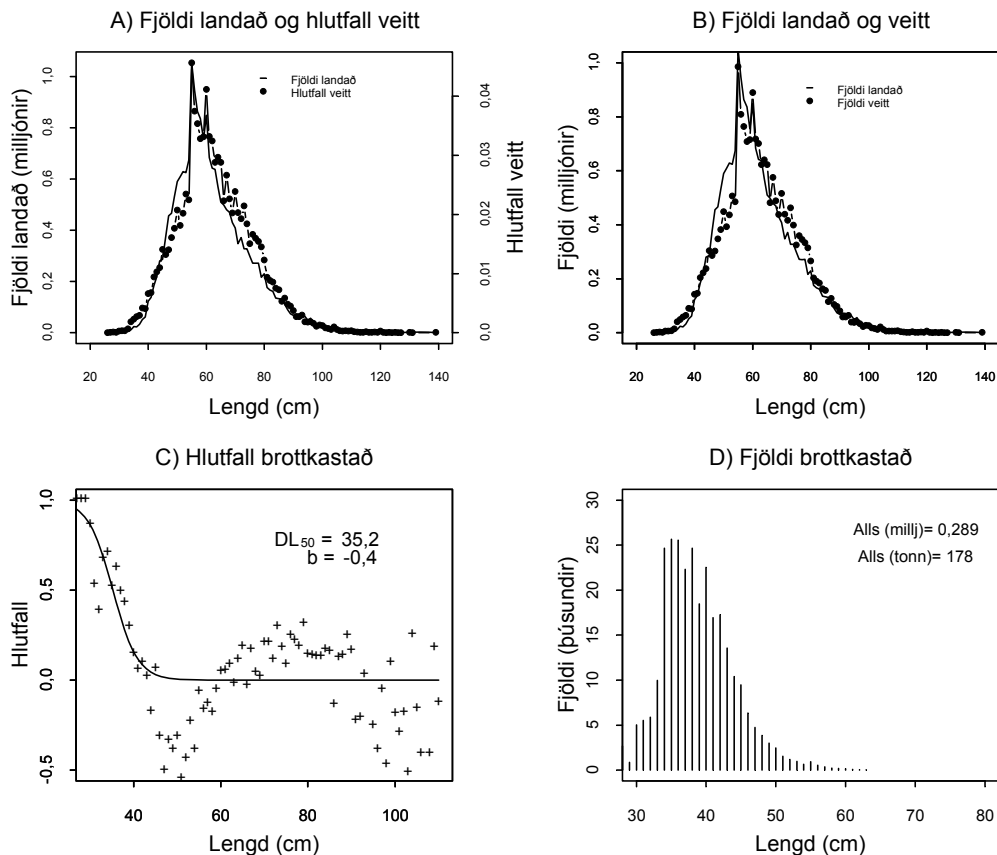 A) Fjöldi landað og hlutfall veitt
Fjöldi landað (milljónir)
1,0
0,8
0,6
0,4
0,2
0,0
Fjöldi landað
Hlutfall veitt
0,04
0,03
0,02
0,01
0,0
Hlutfall veitt
20 40 60 80 100 120 140
Lengd (cm)
B) Fjöldi landað og veitt
Fjöldi (milljónir)
1,0
0,8
0,6
0,4
0,2
0,0
Fjöldi landað
Fjöldi veitt
20 40 60 80 100 120 140
Lengd (cm)
C) Hlutfall brottkastað
Hlutfall
1,0
0,5
0,0
-0,5
DL50 = 35,2
b = -0,4
40 60 80 100
Lengd (cm)
D) Fjöldi brottkastað
Fjöldi (þúsundir)
30
25
20
15
10
5
0
Alls (millj)= 0,289
Alls (tonn)= 178
30 40 50 60 70 80
Lengd (cm)